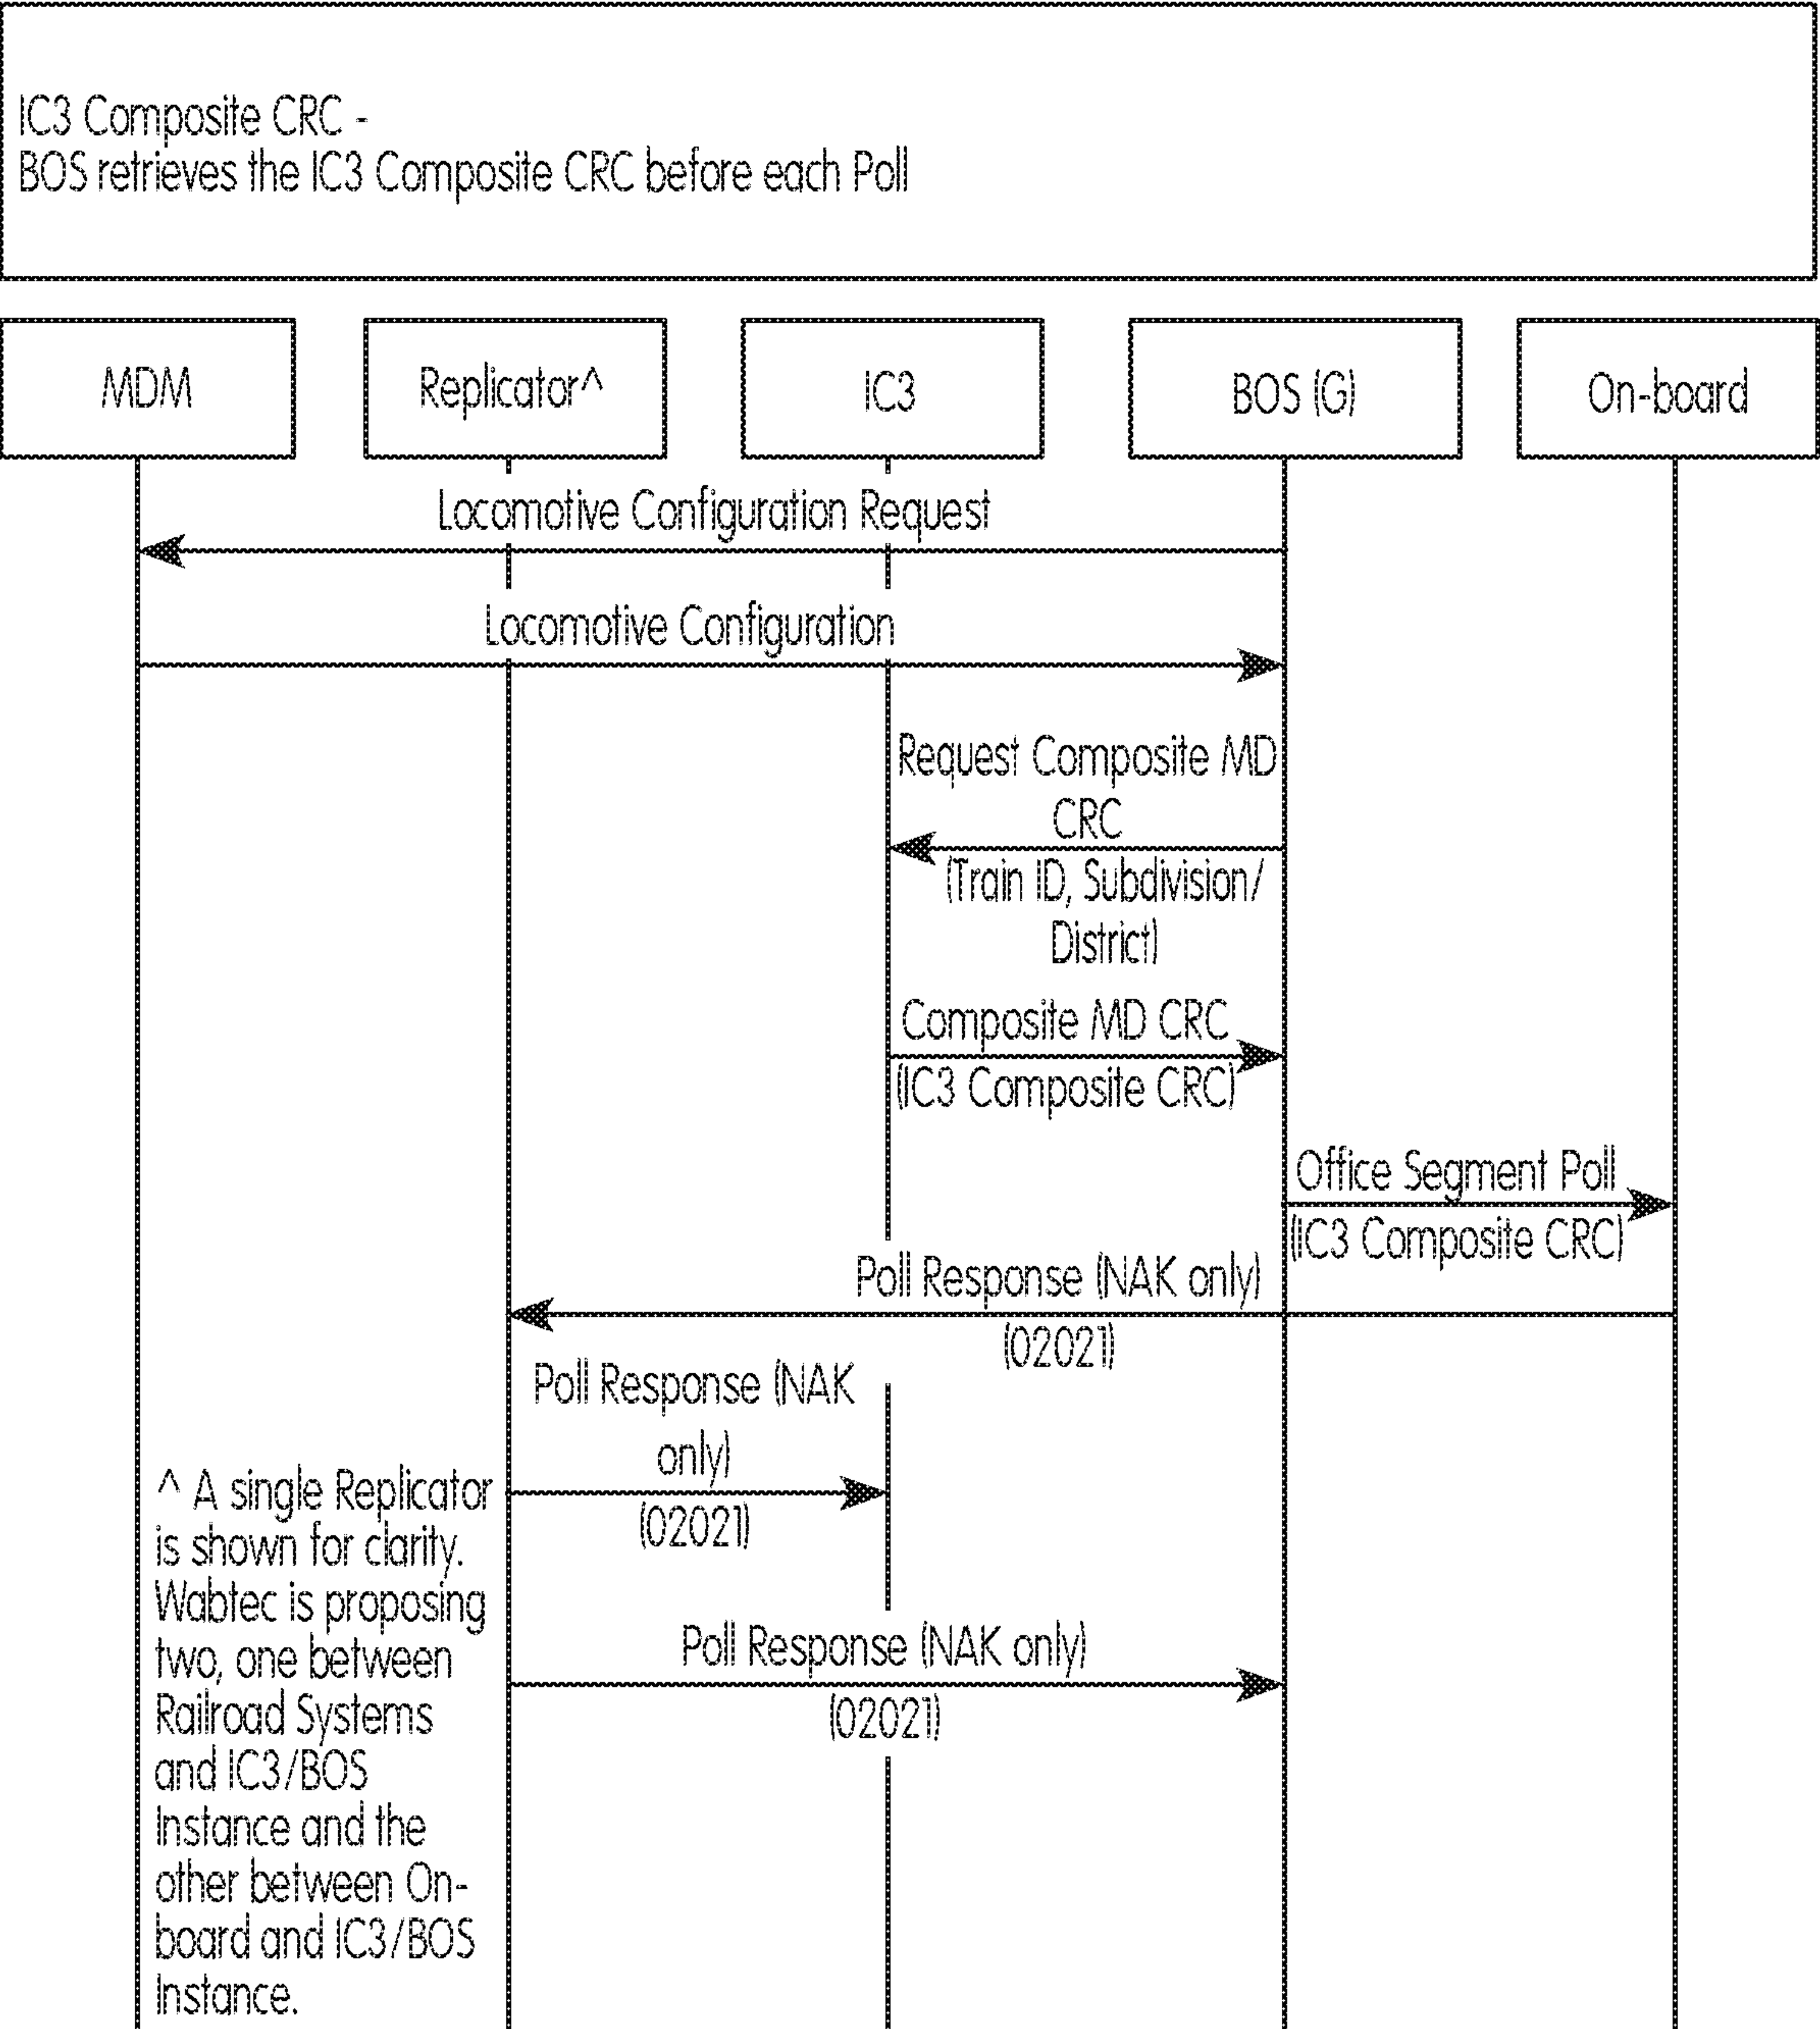 IC3 Composite CRC -
BOS retrieves the IC3 Composite CRC before each Poll
MDM
Replicator^
IC3
BOS (G)
On-board
Locomotive Configuration Request
Locomotive Configuration
Request Composite MD
CRC
(Train ID, Subdivision/
District)
Composite MD CRC
(IC3 Composite CRC)
Office Segment Poll
(IC3 Composite CRC)
Poll Response (NAK only)
(02021)
Poll Response (NAK
only)
(02021)
Poll Response (NAK only)
(02021)
^ A single Replicator
is shown for clarity.
Wabtec is proposing
two, one between
Railroad Systems
and IC3/BOS
Instance and the
other between On-
board and IC3/BOS
Instance.